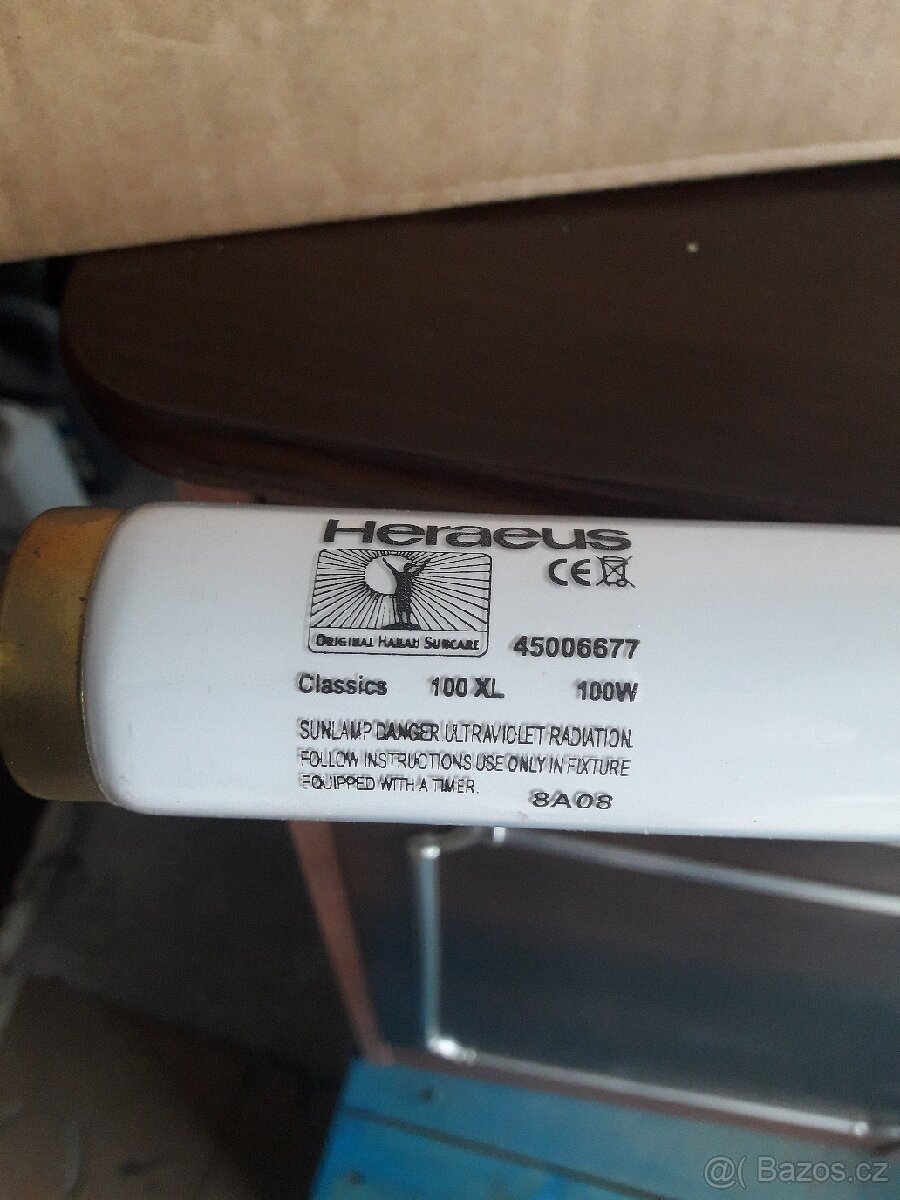 Heraeus
CE
ORIGINAL HANAU SUNCARE
45006677
Classics 100 XL 100W
SUNLAMP DANGER ULTRAVIOLET RADIATION.
FOLLOW INSTRUCTIONS USE ONLY IN FIXTURE
EQUIPPED WITH A TIMER.
8A08
@( Bazos.cz